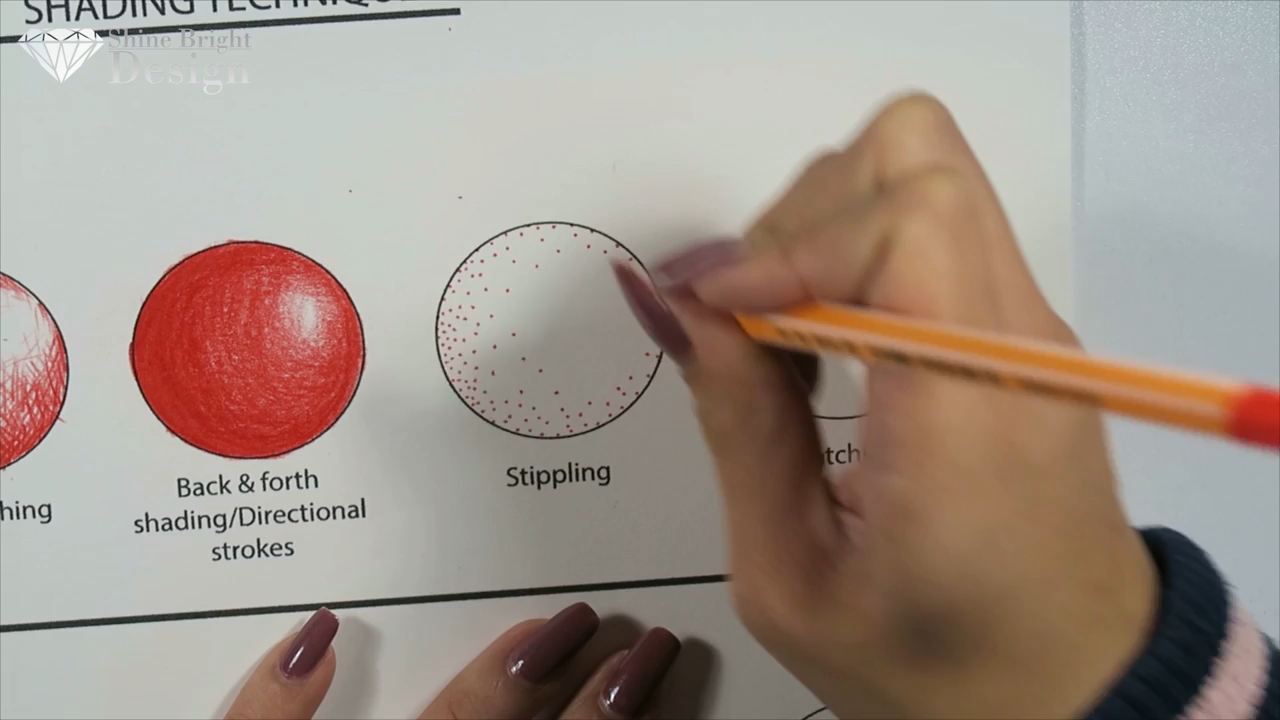 SHADING TECHNIQU
Shine Bright
Design
hing
Back & forth
shading/Directional
strokes
Stippling
tch